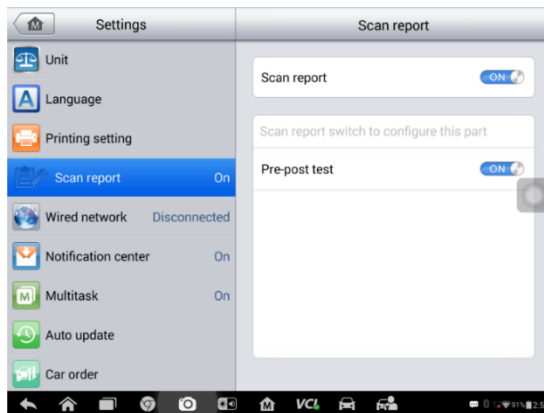 Settings
Scan report
Unit
Language
Printing setting
Scan report On
Wired network Disconnected
Notification center On
Multitask On
Auto update
Car order
Scan report ON
Scan report switch to configure this part
Pre-post test ON
A
M
M
VCI
91%